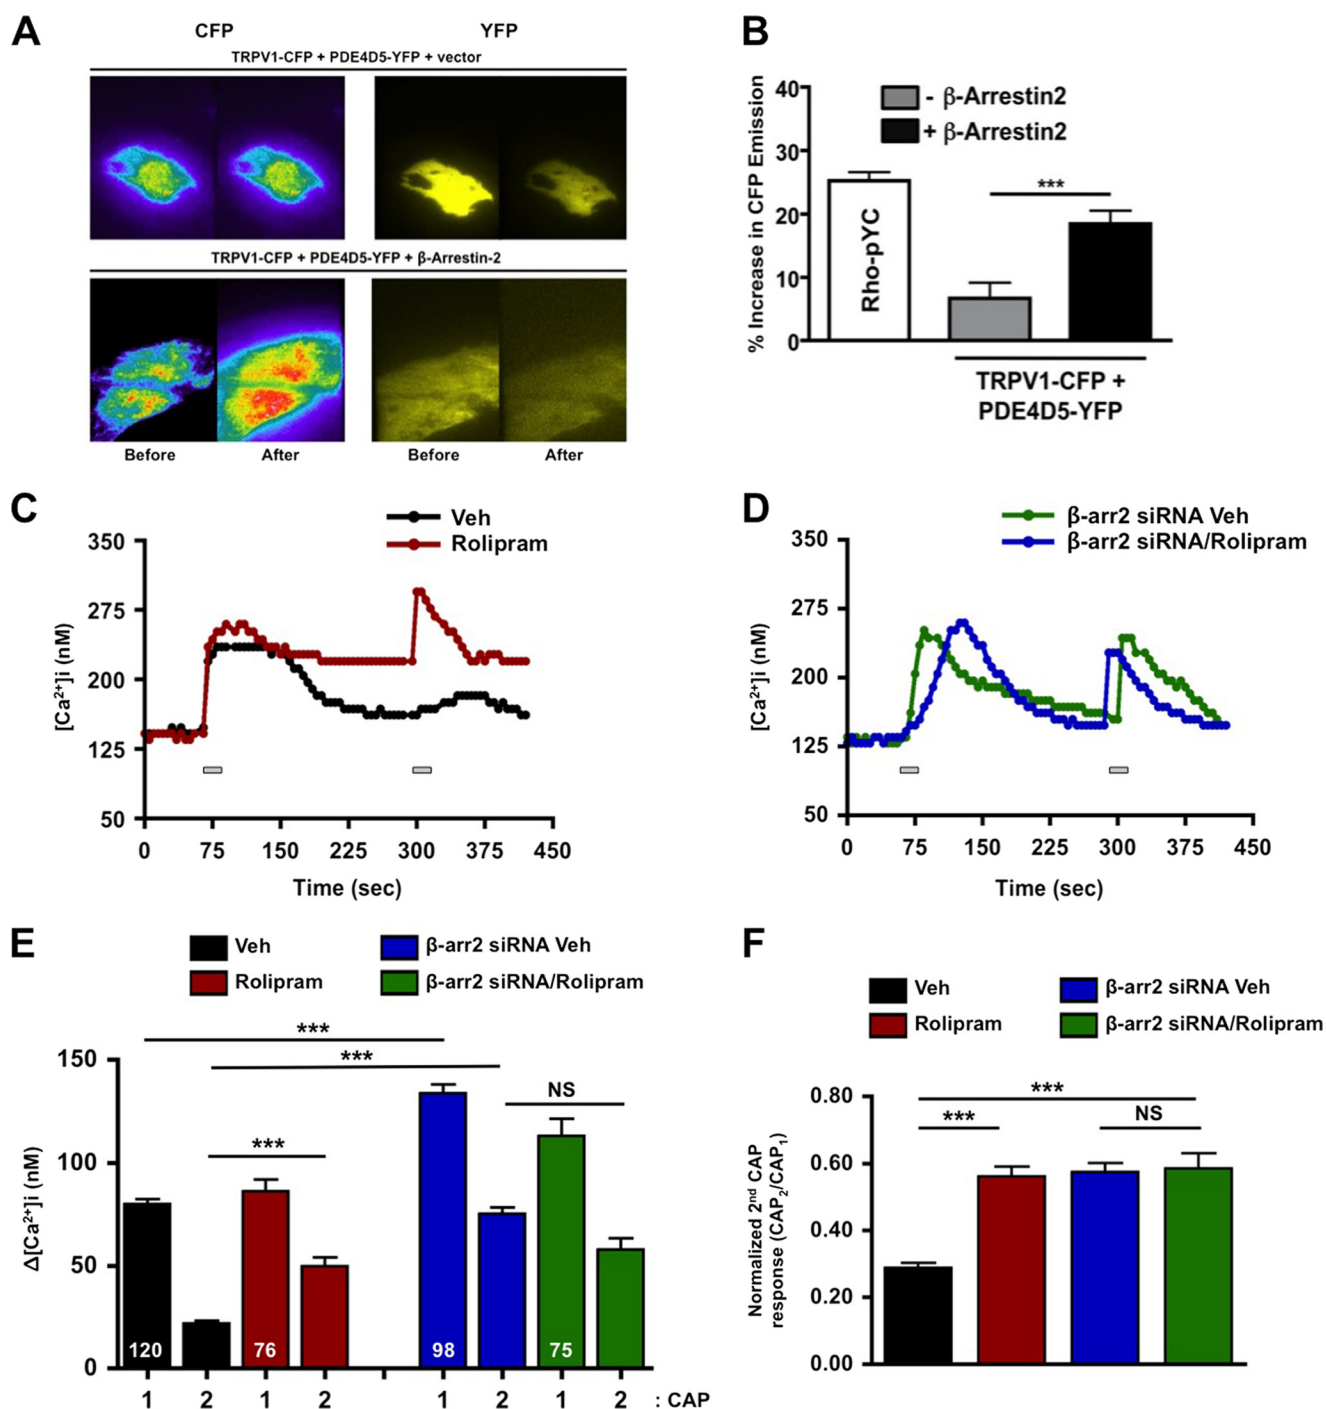 A
CFP
YFP
TRPV1-CFP + PDE4D5-YFP + vector
TRPV1-CFP + PDE4D5-YFP + β-Arrestin-2
Before
After
Before
After
B
% Increase in CFP Emission
40
30
20
10
0
- β-Arrestin2
+ β-Arrestin2
***
Rho-pYC
TRPV1-CFP +
PDE4D5-YFP
C
Veh
Rolipram
[Ca²⁺]i (nM)
350
275
200
125
50
0 75 150 225 300 375 450
Time (sec)
D
β-arr2 siRNA Veh
β-arr2 siRNA/Rolipram
[Ca²⁺]i (nM)
350
275
200
125
50
0 75 150 225 300 375 450
Time (sec)
E
Veh
Rolipram
β-arr2 siRNA Veh
β-arr2 siRNA/Rolipram
***
***
NS
***
Δ[Ca²⁺]i (nM)
150
100
50
0
120 76 98 75
1 2 1 2 1 2 1 2 : CAP
F
Veh
Rolipram
β-arr2 siRNA Veh
β-arr2 siRNA/Rolipram
***
***
NS
Normalized 2nd CAP
response (CAP₂/CAP₁)
0.80
0.60
0.40
0.20
0.00